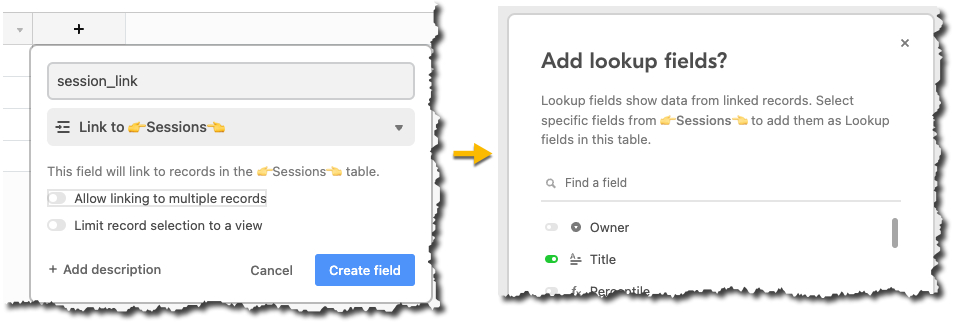 +
session_link
Link to 👉Sessions👈
This field will link to records in the 👉Sessions👈 table.
Allow linking to multiple records
Limit record selection to a view
+ Add description
Cancel
Create field
Add lookup fields?
Lookup fields show data from linked records. Select
specific fields from 👉Sessions👈 to add them as Lookup
fields in this table.
Find a field
Owner
Title
fx Percentile